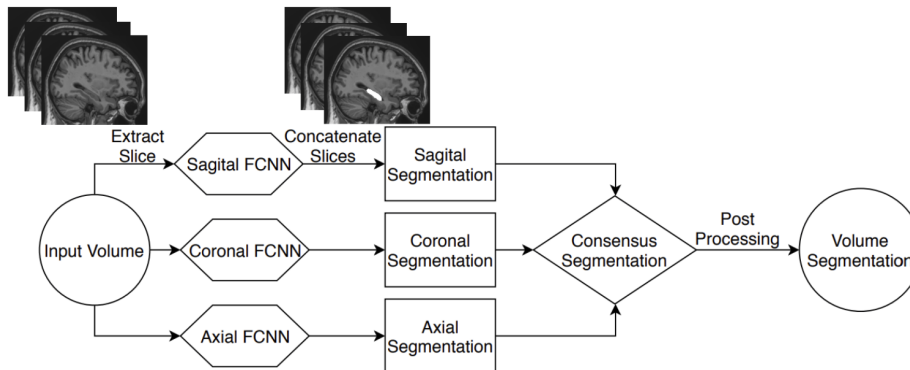 Extract
Slice
Sagital FCNN
Concatenate
Slices
Sagital
Segmentation
Input Volume
Coronal FCNN
Coronal
Segmentation
Consensus
Segmentation
Post
Processing
Volume
Segmentation
Axial FCNN
Axial
Segmentation